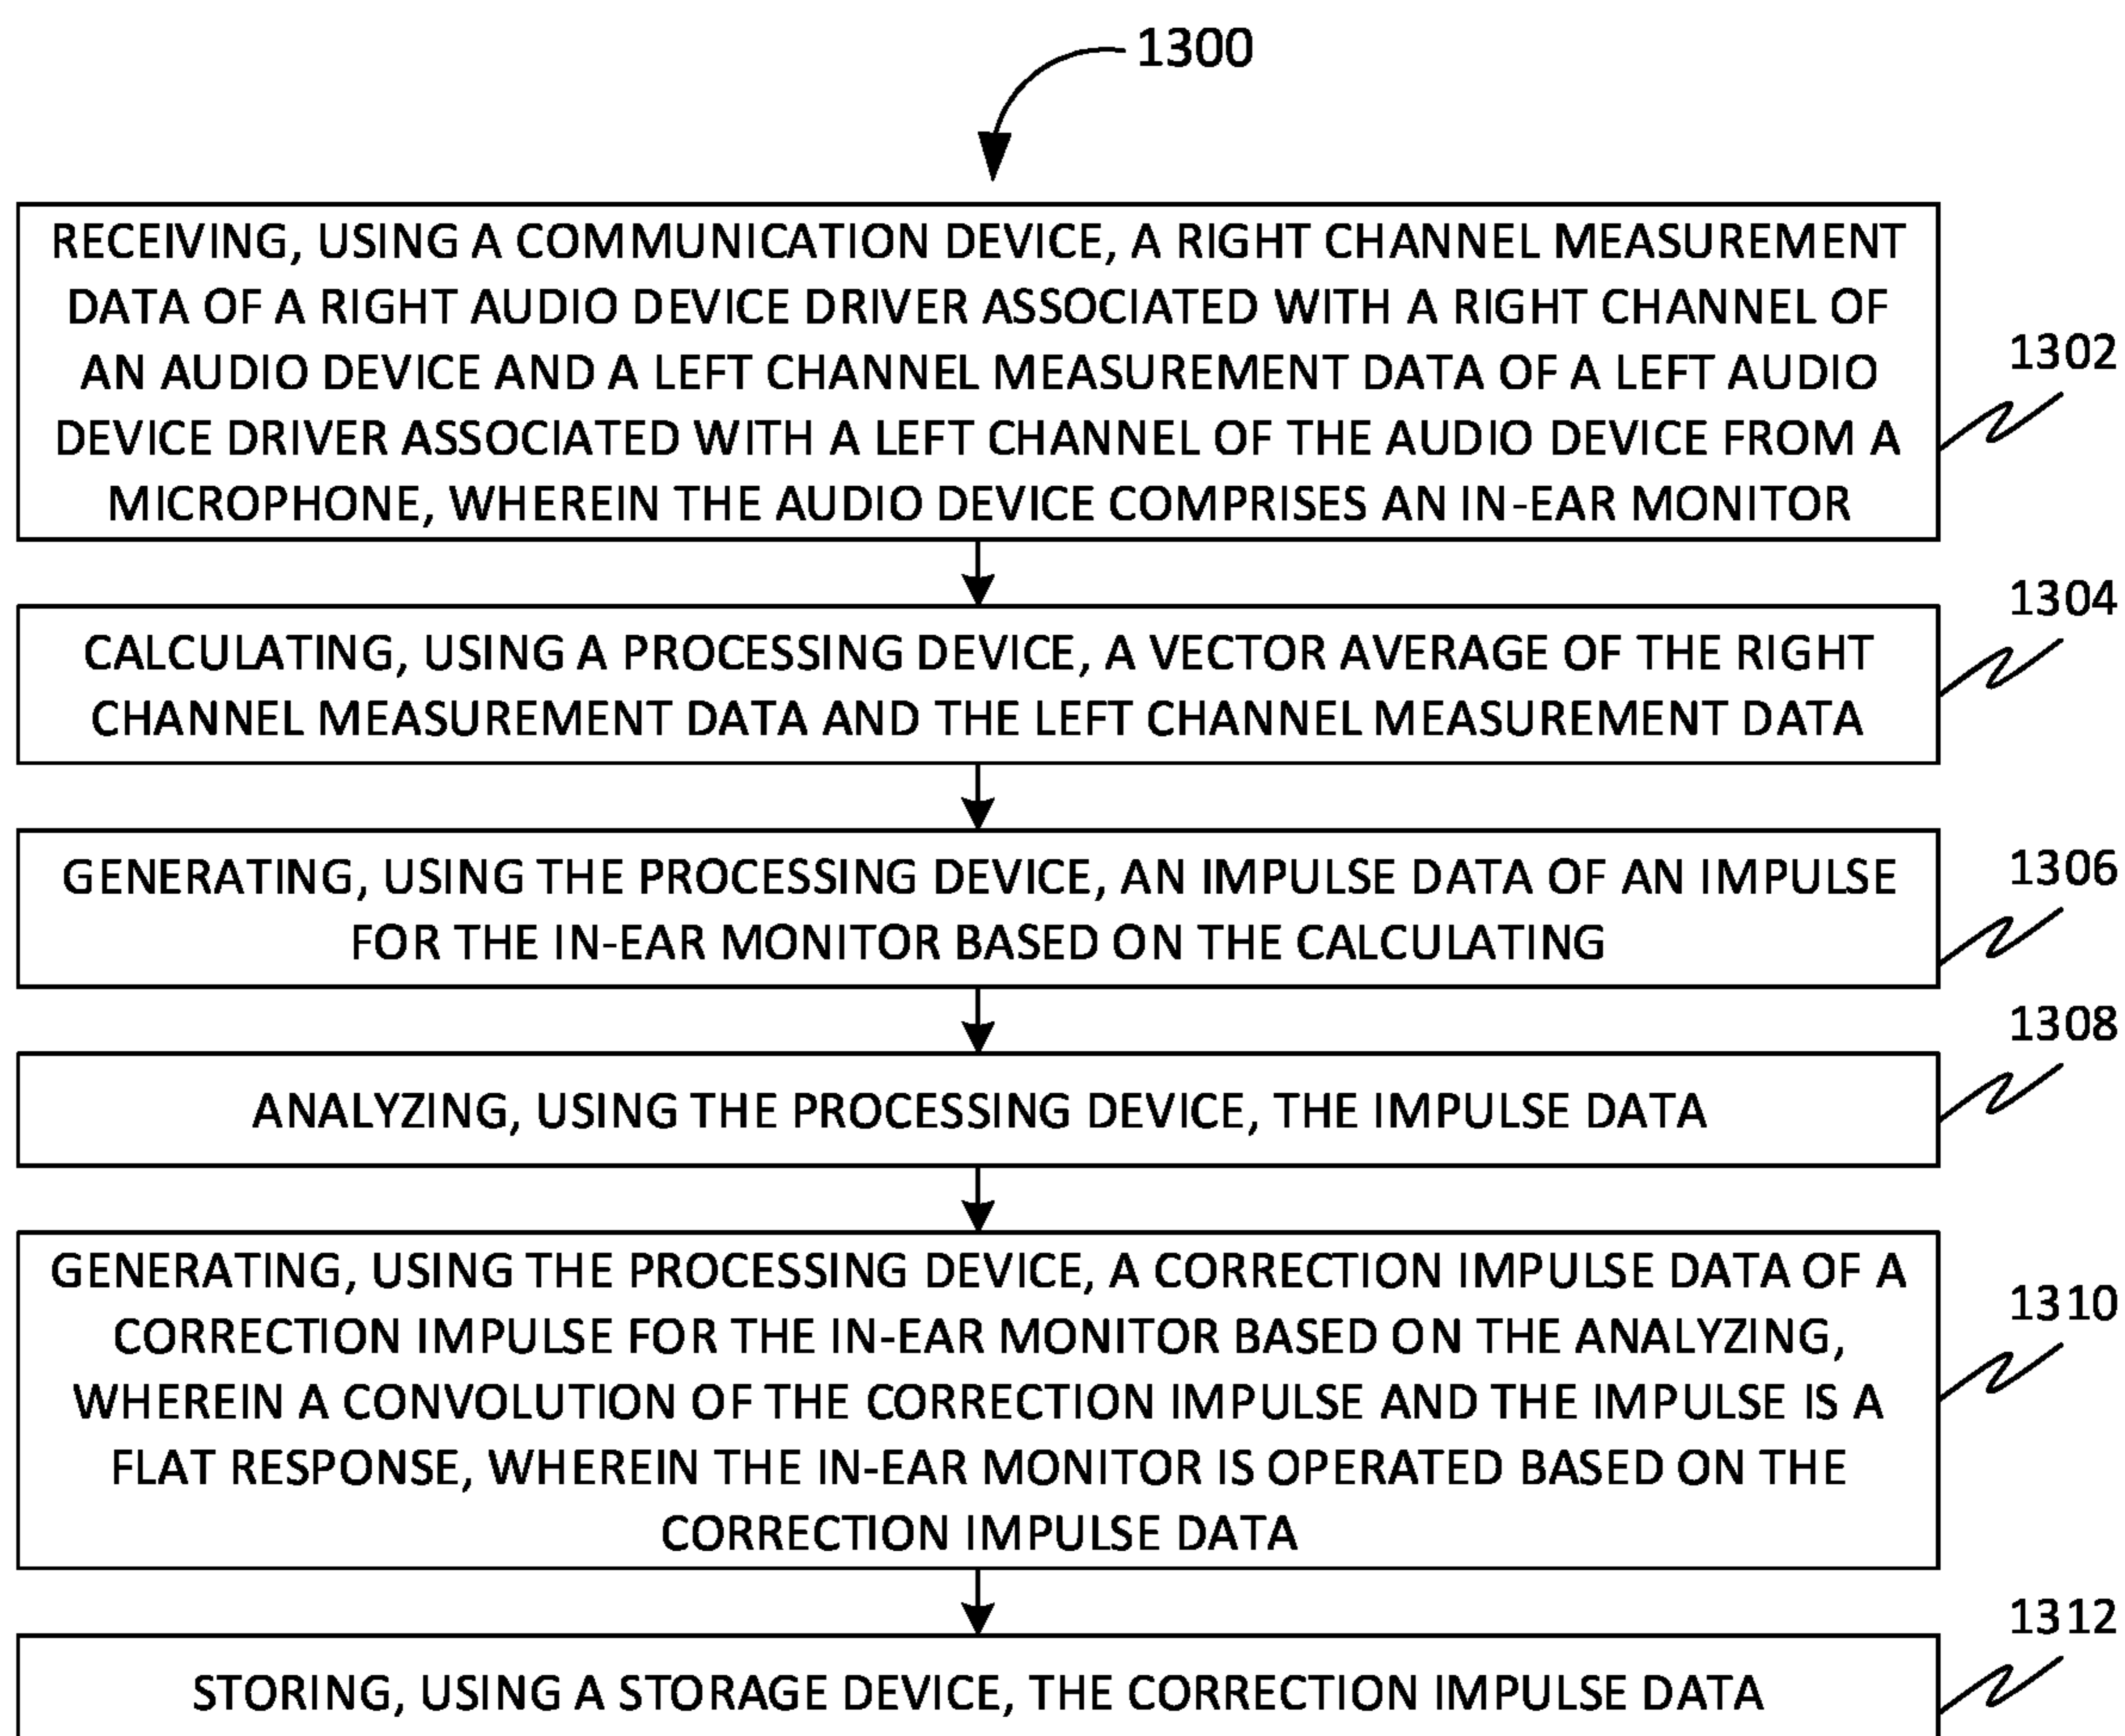 1300
RECEIVING, USING A COMMUNICATION DEVICE, A RIGHT CHANNEL MEASUREMENT
DATA OF A RIGHT AUDIO DEVICE DRIVER ASSOCIATED WITH A RIGHT CHANNEL OF
AN AUDIO DEVICE AND A LEFT CHANNEL MEASUREMENT DATA OF A LEFT AUDIO
DEVICE DRIVER ASSOCIATED WITH A LEFT CHANNEL OF THE AUDIO DEVICE FROM A
MICROPHONE, WHEREIN THE AUDIO DEVICE COMPRISES AN IN-EAR MONITOR
1302
CALCULATING, USING A PROCESSING DEVICE, A VECTOR AVERAGE OF THE RIGHT
CHANNEL MEASUREMENT DATA AND THE LEFT CHANNEL MEASUREMENT DATA
1304
GENERATING, USING THE PROCESSING DEVICE, AN IMPULSE DATA OF AN IMPULSE
FOR THE IN-EAR MONITOR BASED ON THE CALCULATING
1306
ANALYZING, USING THE PROCESSING DEVICE, THE IMPULSE DATA
1308
GENERATING, USING THE PROCESSING DEVICE, A CORRECTION IMPULSE DATA OF A
CORRECTION IMPULSE FOR THE IN-EAR MONITOR BASED ON THE ANALYZING,
WHEREIN A CONVOLUTION OF THE CORRECTION IMPULSE AND THE IMPULSE IS A
FLAT RESPONSE, WHEREIN THE IN-EAR MONITOR IS OPERATED BASED ON THE
CORRECTION IMPULSE DATA
1310
STORING, USING A STORAGE DEVICE, THE CORRECTION IMPULSE DATA
1312